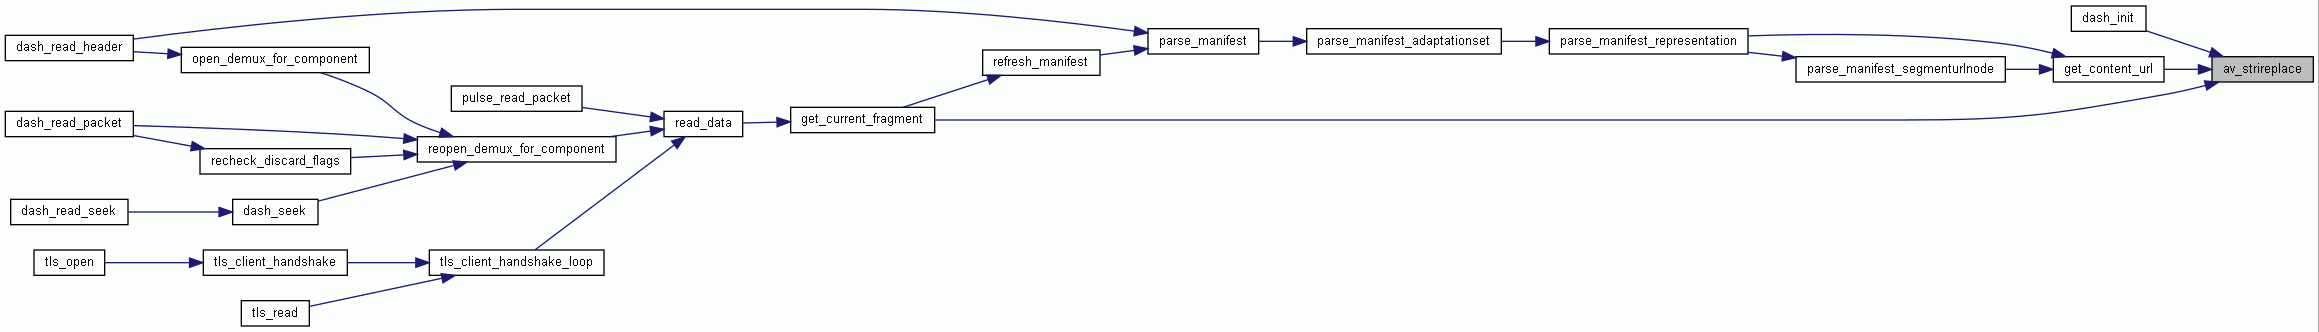 dash_init
dash_read_header
open_demux_for_component
refresh_manifest
parse_manifest
parse_manifest_adaptationset
parse_manifest_representation
parse_manifest_segmenturlnode
get_content_url
av_strireplace
pulse_read_packet
dash_read_packet
recheck_discard_flags
reopen_demux_for_component
read_data
get_current_fragment
dash_read_seek
dash_seek
tls_open
tls_client_handshake
tls_client_handshake_loop
tls_read